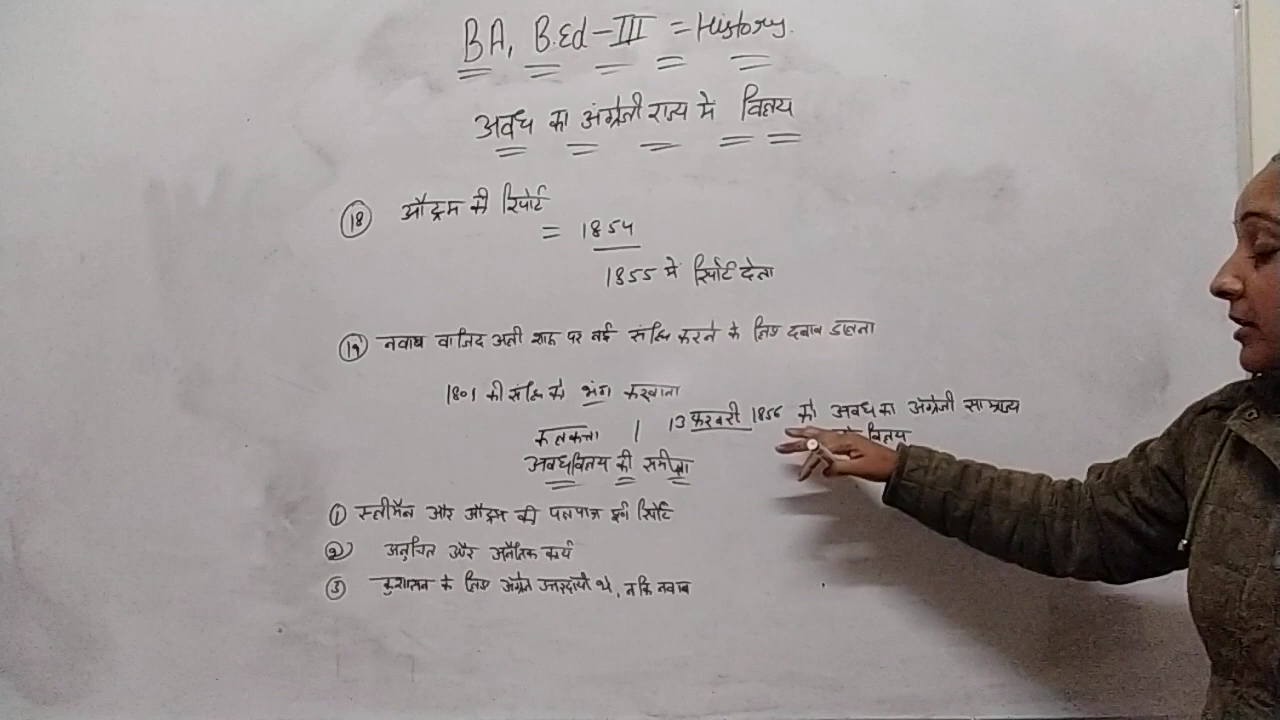 BA, B.Ed-III = History.
अवध का अंग्रेजी राज्य में विलय
(18) औट्रम की रिपोर्ट
= 1854
1855 में रिपोर्ट देता
(19) नवाब वाजिद अली शाह पर नई संधि करने के लिए दबाव डालना
1801 की संधि को भंग करवाना
कलकत्ता | 13 फरवरी 1856 को अवध का अंग्रेजी साम्राज्य
विलय
अवध विलय की समीक्षा
(1) स्लीमैन और औट्रम की पक्षपात पूर्ण रिपोर्ट
(2) अनुचित और अनैतिक कार्य
(3) कुशासन के लिए अंग्रेज उत्तरदायी थे, न कि नवाब